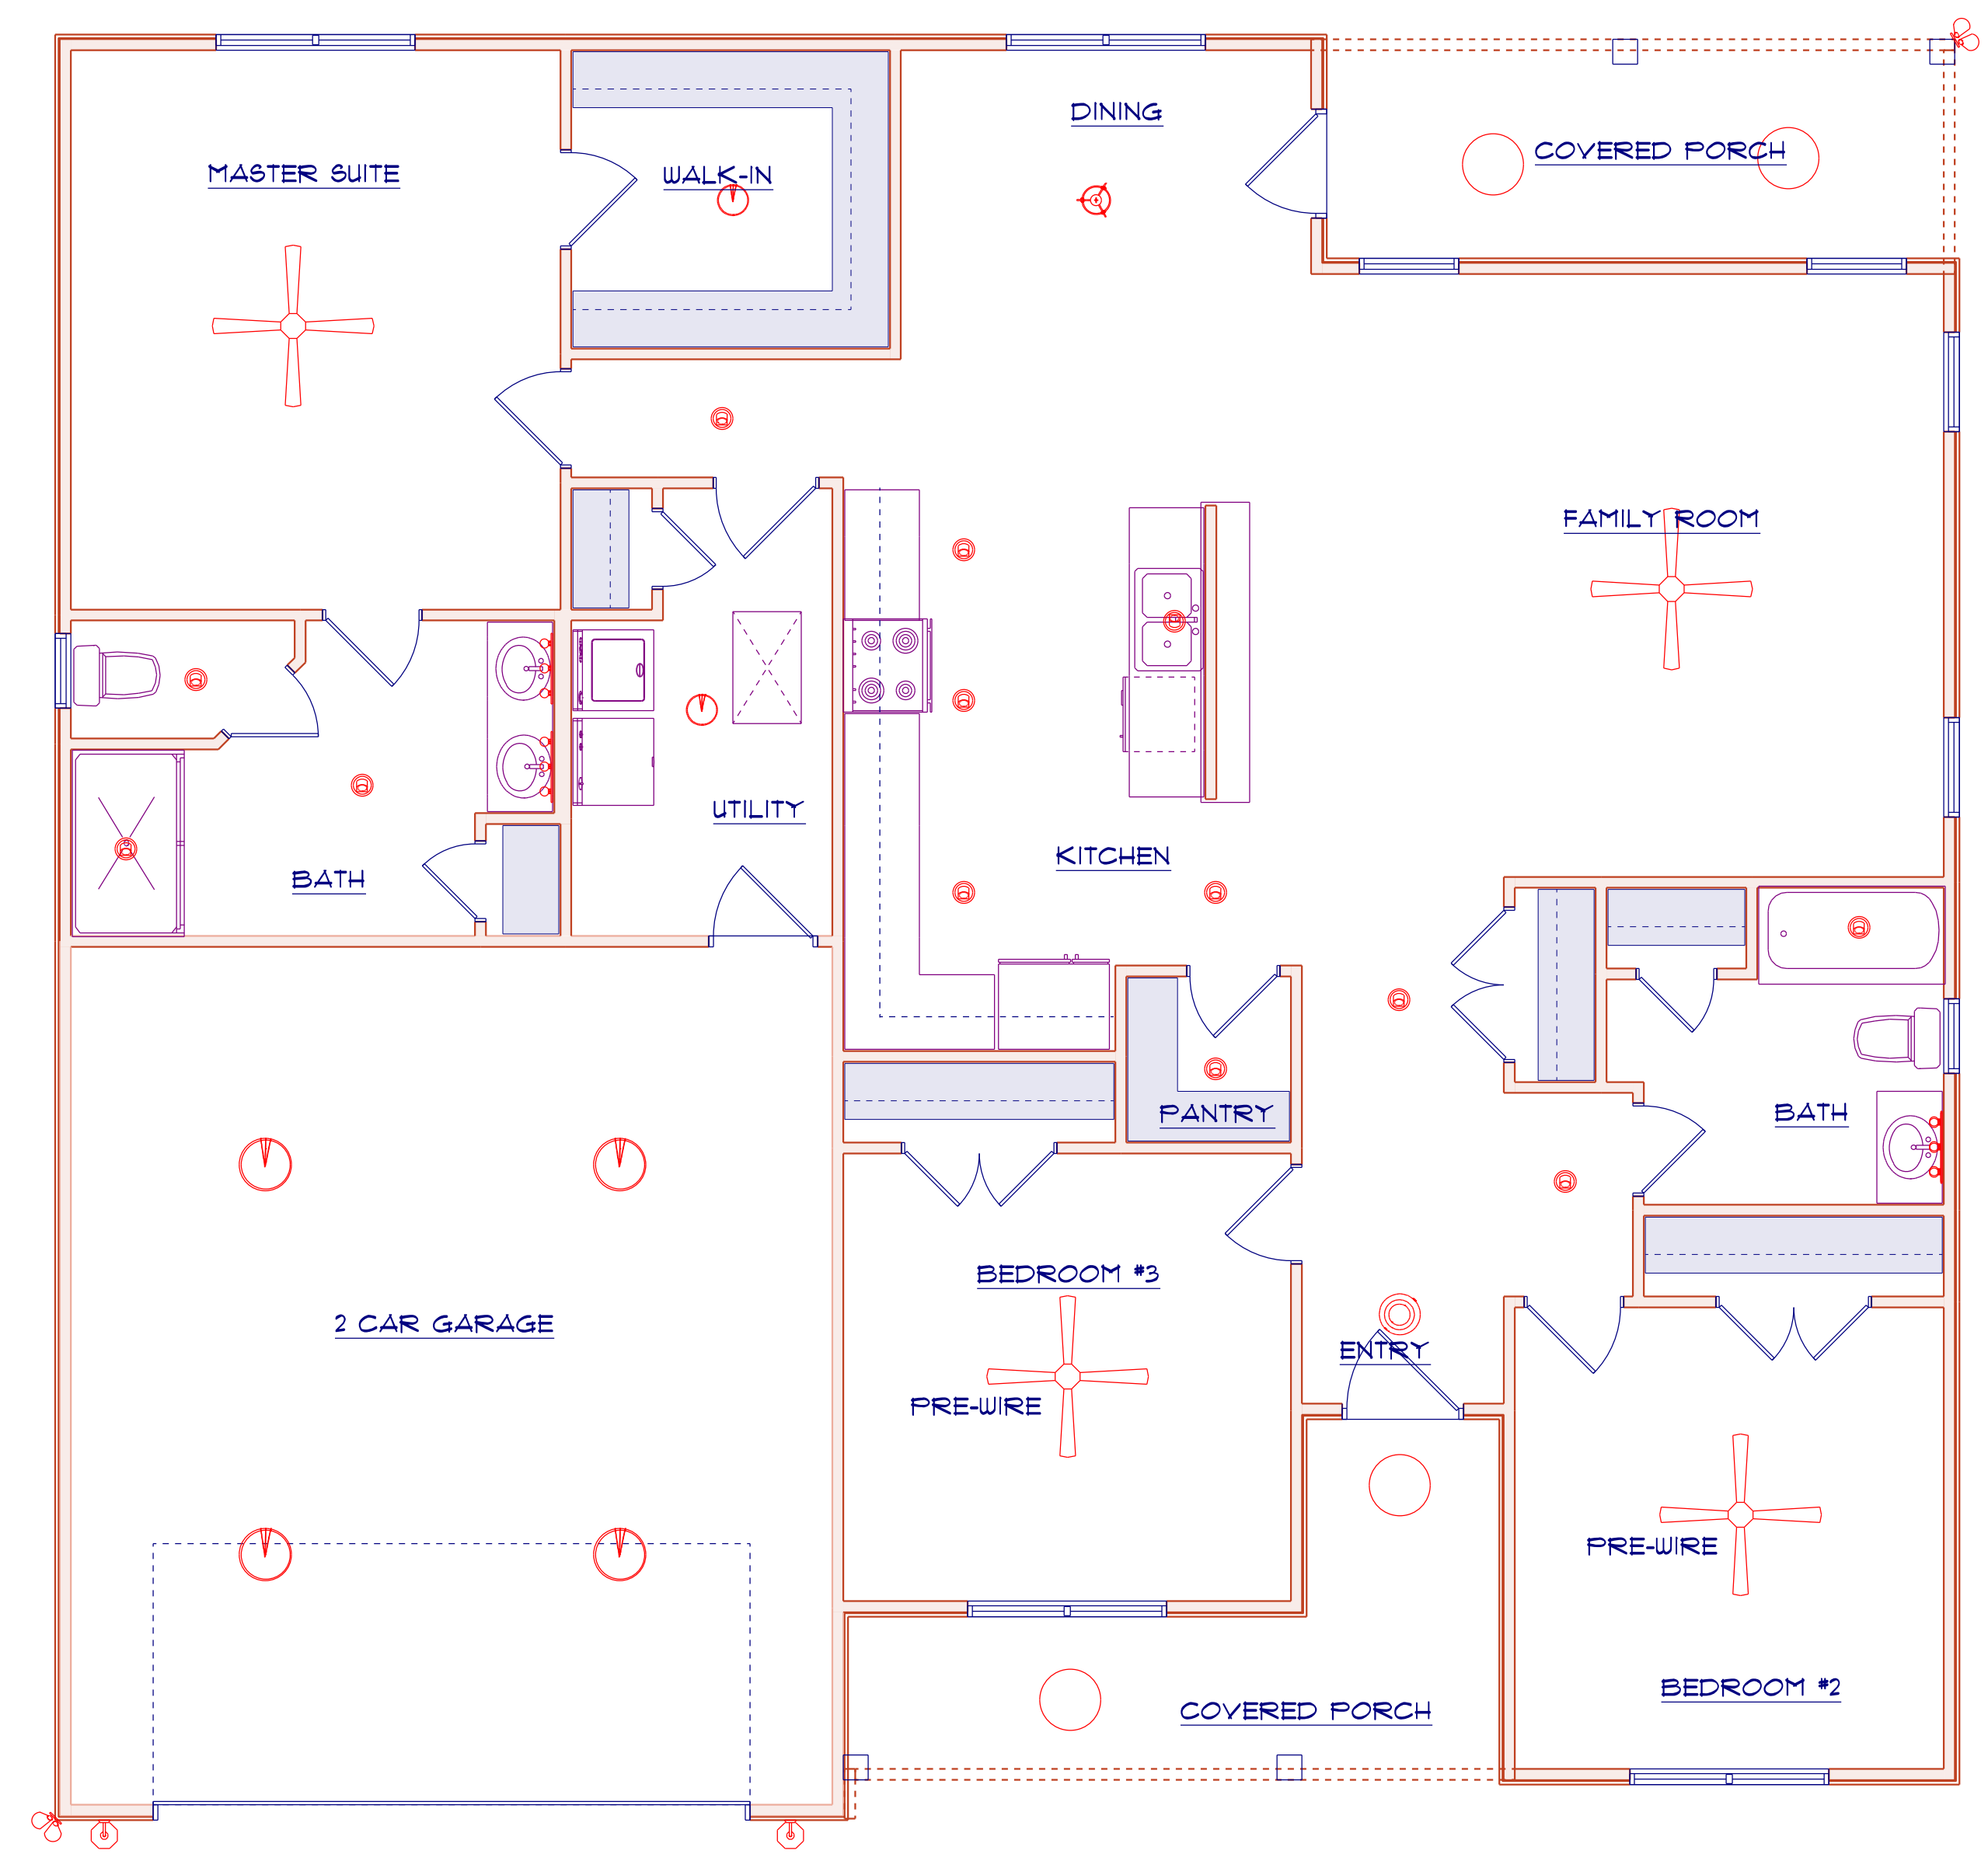 DINING
COVERED PORCH
MASTER SUITE
WALK-IN
FAMILY ROOM
UTILITY
KITCHEN
BATH
PANTRY
BATH
BEDROOM #3
2 CAR GARAGE
ENTRY
PRE-WIRE
PRE-WIRE
BEDROOM #2
COVERED PORCH